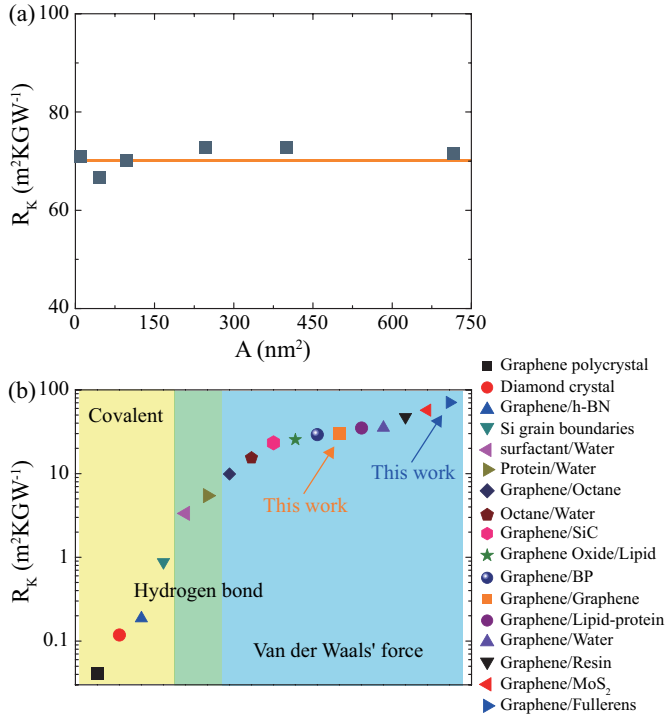 (a)
100
80
60
40
R_K (m²KGW⁻¹)
0 150 300 450 600 750
A (nm²)
(b)
100
10
1
0.1
R_K (m²KGW⁻¹)
Covalent
Hydrogen bond
Van der Waals' force
This work
This work
Graphene polycrystal
Diamond crystal
Graphene/h-BN
Si grain boundaries
surfactant/Water
Protein/Water
Graphene/Octane
Octane/Water
Graphene/SiC
Graphene Oxide/Lipid
Graphene/BP
Graphene/Graphene
Graphene/Lipid-protein
Graphene/Water
Graphene/Resin
Graphene/MoS₂
Graphene/Fullerens